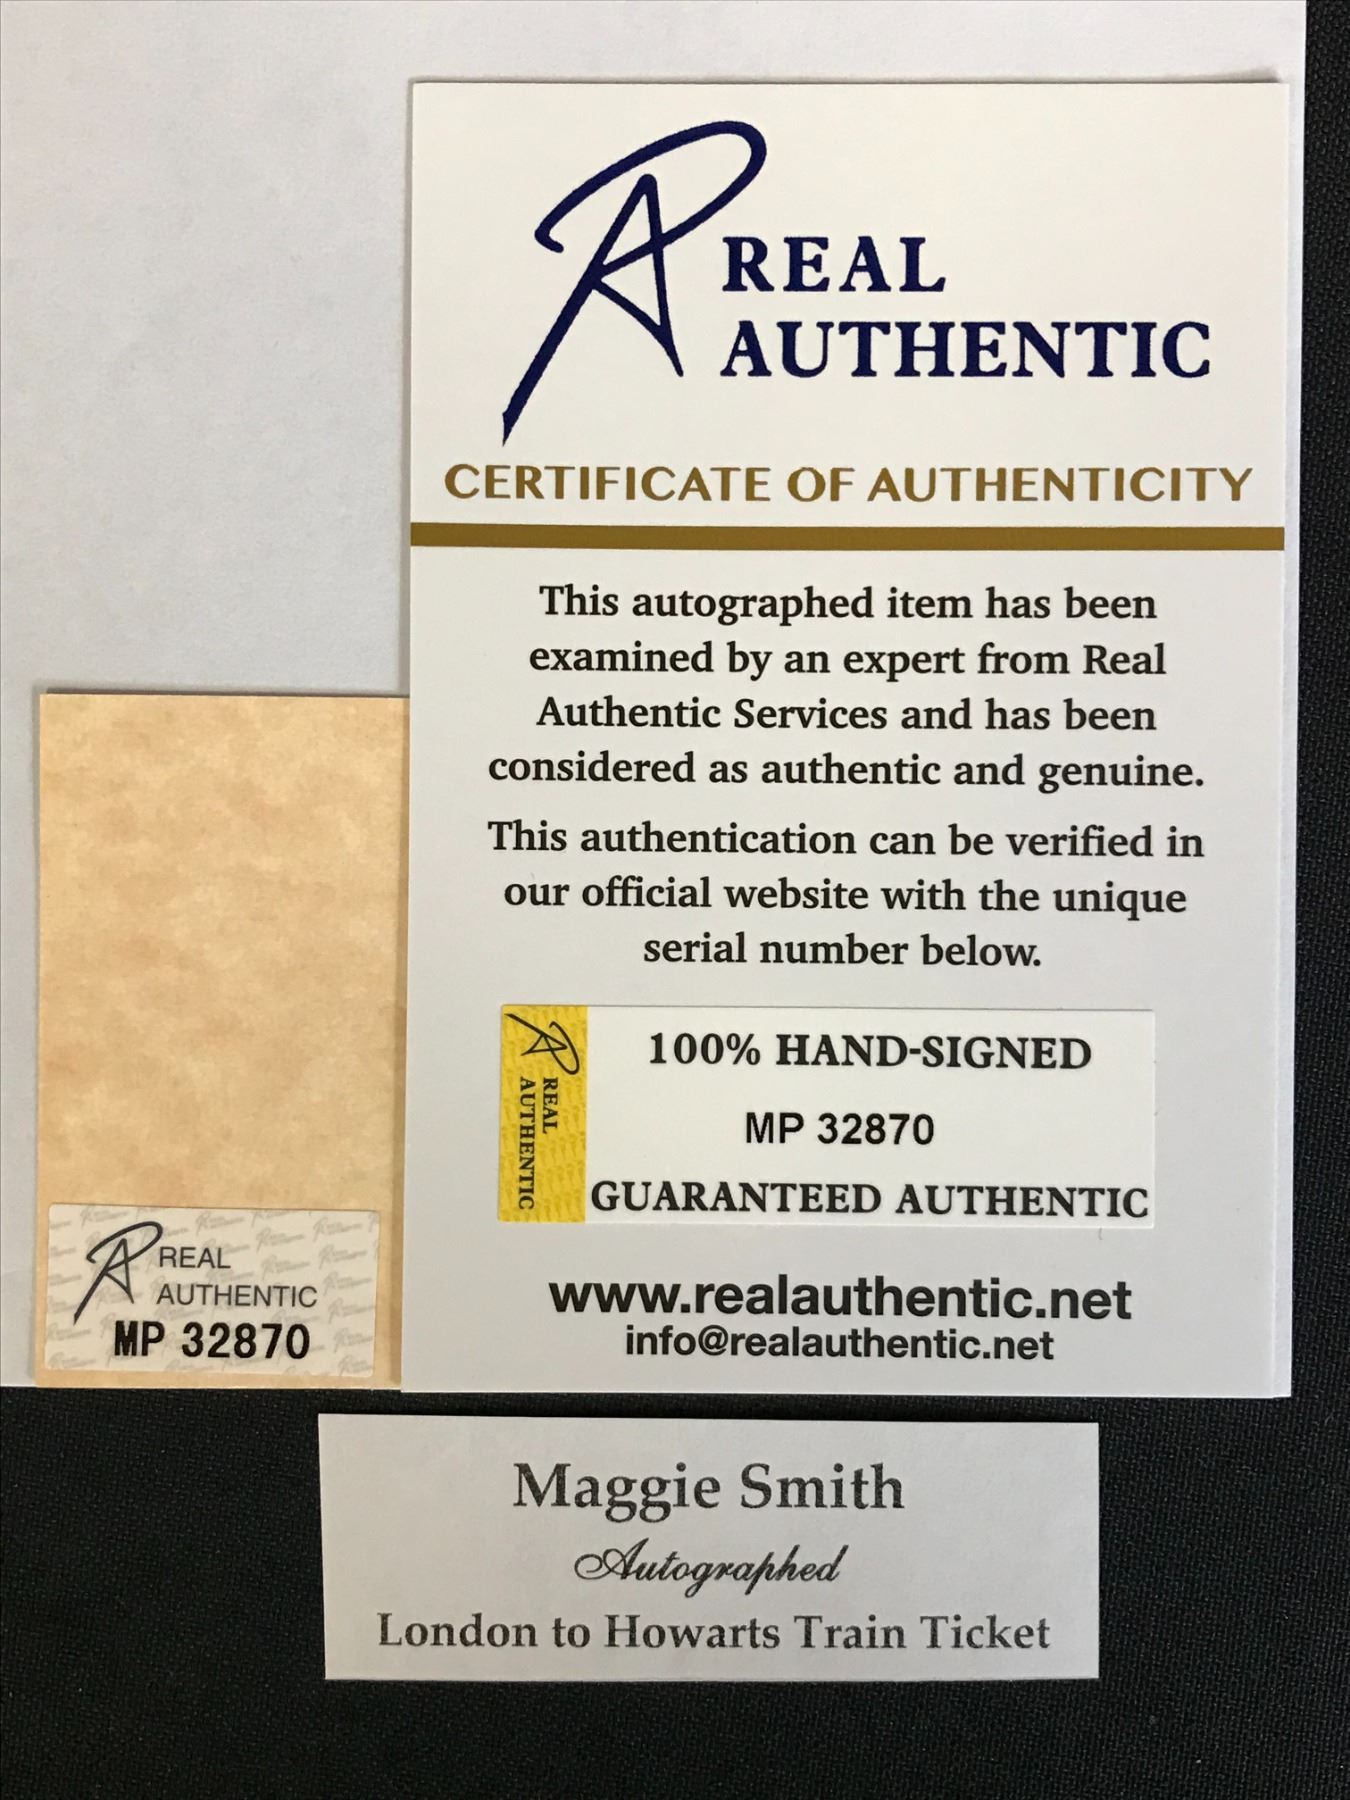 REAL
AUTHENTIC
CERTIFICATE OF AUTHENTICITY
This autographed item has been
examined by an expert from Real
Authentic Services and has been
considered as authentic and genuine.
This authentication can be verified in
our official website with the unique
serial number below.
REAL
AUTHENTIC
100% HAND-SIGNED
MP 32870
GUARANTEED AUTHENTIC
www.realauthentic.net
info@realauthentic.net
REAL
AUTHENTIC
MP 32870
Maggie Smith
Autographed
London to Howarts Train Ticket